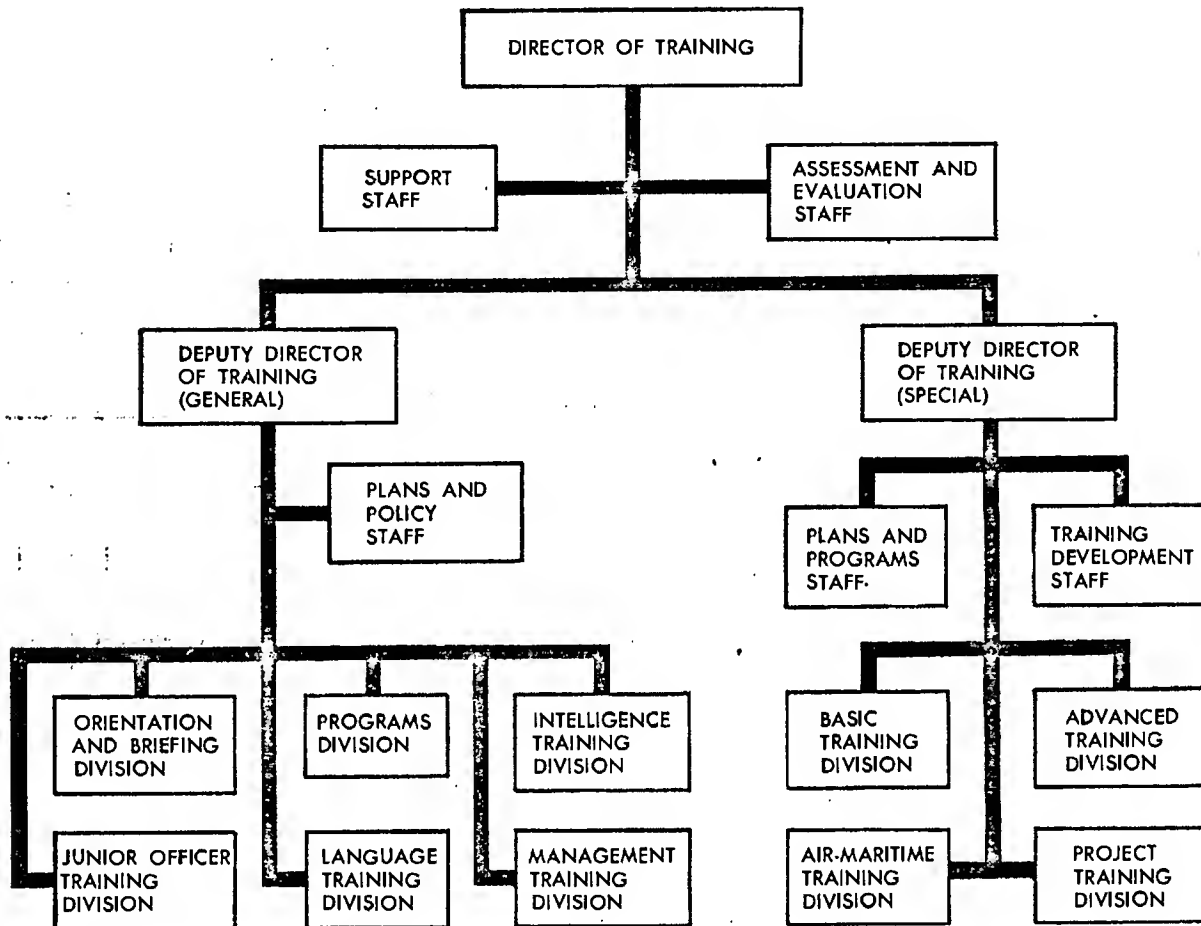 DIRECTOR OF TRAINING
SUPPORT
STAFF
ASSESSMENT AND
EVALUATION
STAFF
DEPUTY DIRECTOR
OF TRAINING
(GENERAL)
DEPUTY DIRECTOR
OF TRAINING
(SPECIAL)
PLANS AND
POLICY
STAFF
PLANS AND
PROGRAMS
STAFF
TRAINING
DEVELOPMENT
STAFF
ORIENTATION
AND BRIEFING
DIVISION
PROGRAMS
DIVISION
INTELLIGENCE
TRAINING
DIVISION
BASIC
TRAINING
DIVISION
ADVANCED
TRAINING
DIVISION
JUNIOR OFFICER
TRAINING
DIVISION
LANGUAGE
TRAINING
DIVISION
MANAGEMENT
TRAINING
DIVISION
AIR-MARITIME
TRAINING
DIVISION
PROJECT
TRAINING
DIVISION